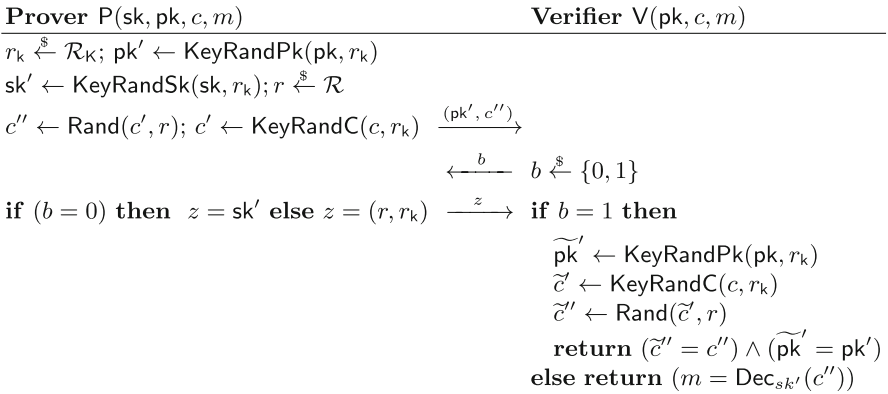 Prover P(sk, pk, c, m) Verifier V(pk, c, m)
r_k ←$ R_K; pk′ ← KeyRandPk(pk, r_k)
sk′ ← KeyRandSk(sk, r_k); r ←$ R
c″ ← Rand(c′, r); c′ ← KeyRandC(c, r_k) (pk′, c″) →
← b b ←$ {0, 1}
if (b = 0) then z = sk′ else z = (r, r_k) z → if b = 1 then
p͠k′ ← KeyRandPk(pk, r_k)
c̃′ ← KeyRandC(c, r_k)
c̃″ ← Rand(c̃′, r)
return (c̃″ = c″) ∧ (p͠k′ = pk′)
else return (m = Dec_{sk′}(c″))